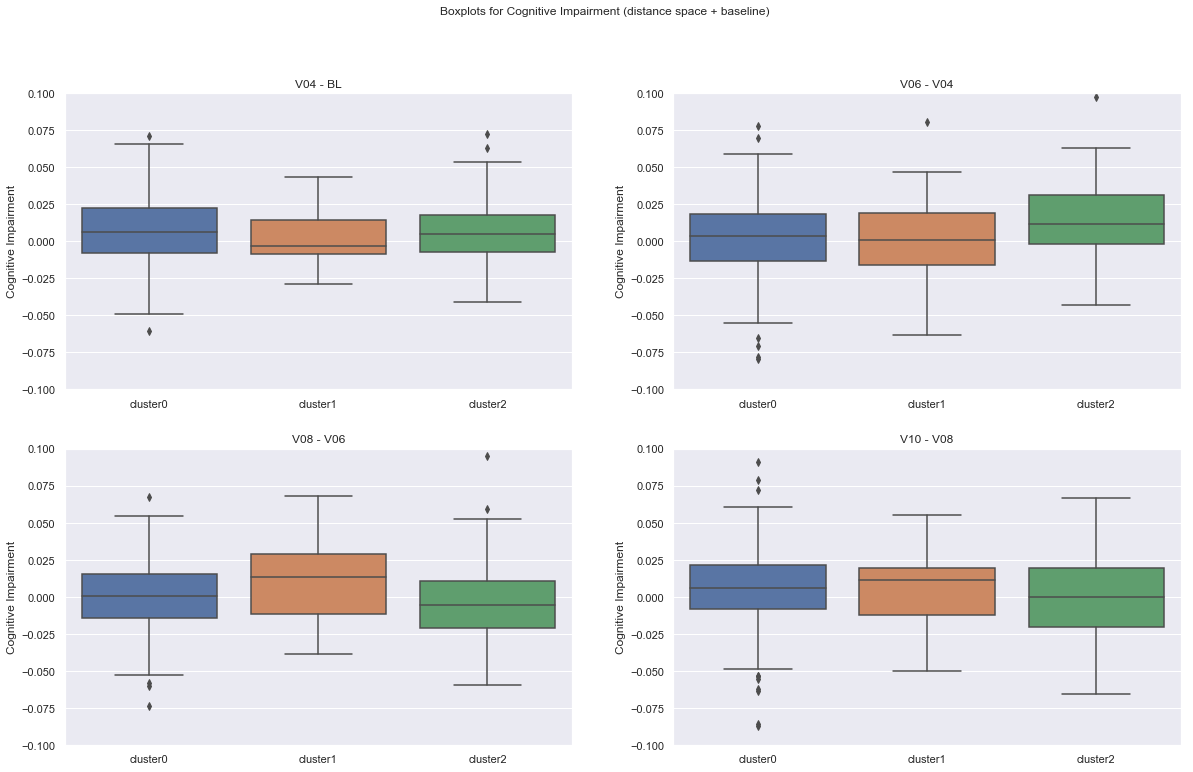 Boxplots for Cognitive Impairment (distance space + baseline)
V04 - BL
Cognitive Impairment
0.100
0.075
0.050
0.025
0.000
−0.025
−0.050
−0.075
−0.100
cluster0 cluster1 cluster2
V06 - V04
Cognitive Impairment
0.100
0.075
0.050
0.025
0.000
−0.025
−0.050
−0.075
−0.100
cluster0 cluster1 cluster2
V08 - V06
Cognitive Impairment
0.100
0.075
0.050
0.025
0.000
−0.025
−0.050
−0.075
−0.100
cluster0 cluster1 cluster2
V10 - V08
Cognitive Impairment
0.100
0.075
0.050
0.025
0.000
−0.025
−0.050
−0.075
−0.100
cluster0 cluster1 cluster2